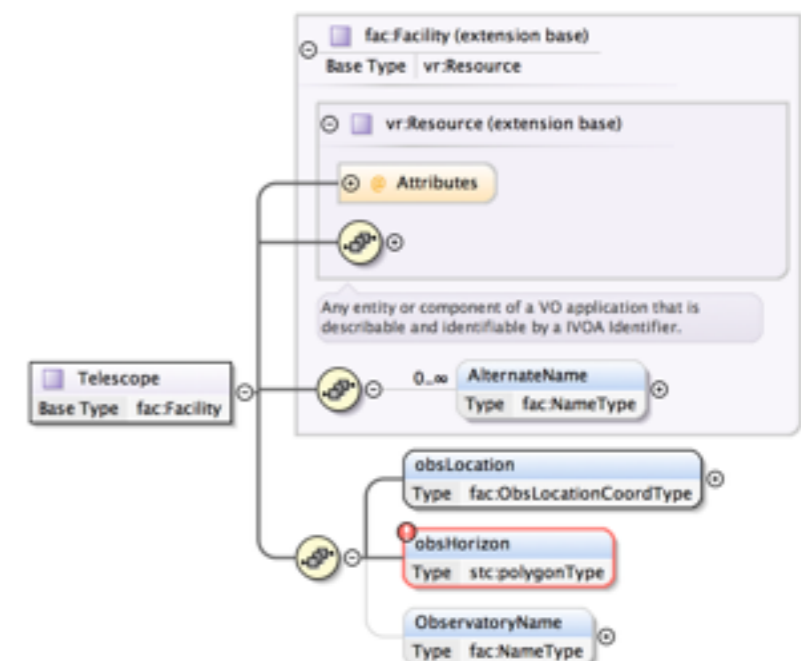 fac:Facility (extension base)
Base Type vr:Resource
vr:Resource (extension base)
@ Attributes
Any entity or component of a VO application that is
describable and identifiable by a IVOA Identifier.
Telescope
Base Type fac:Facility
0..∞
AlternateName
Type fac:NameType
obsLocation
Type fac:ObsLocationCoordType
obsHorizon
Type stc:polygonType
ObservatoryName
Type fac:NameType